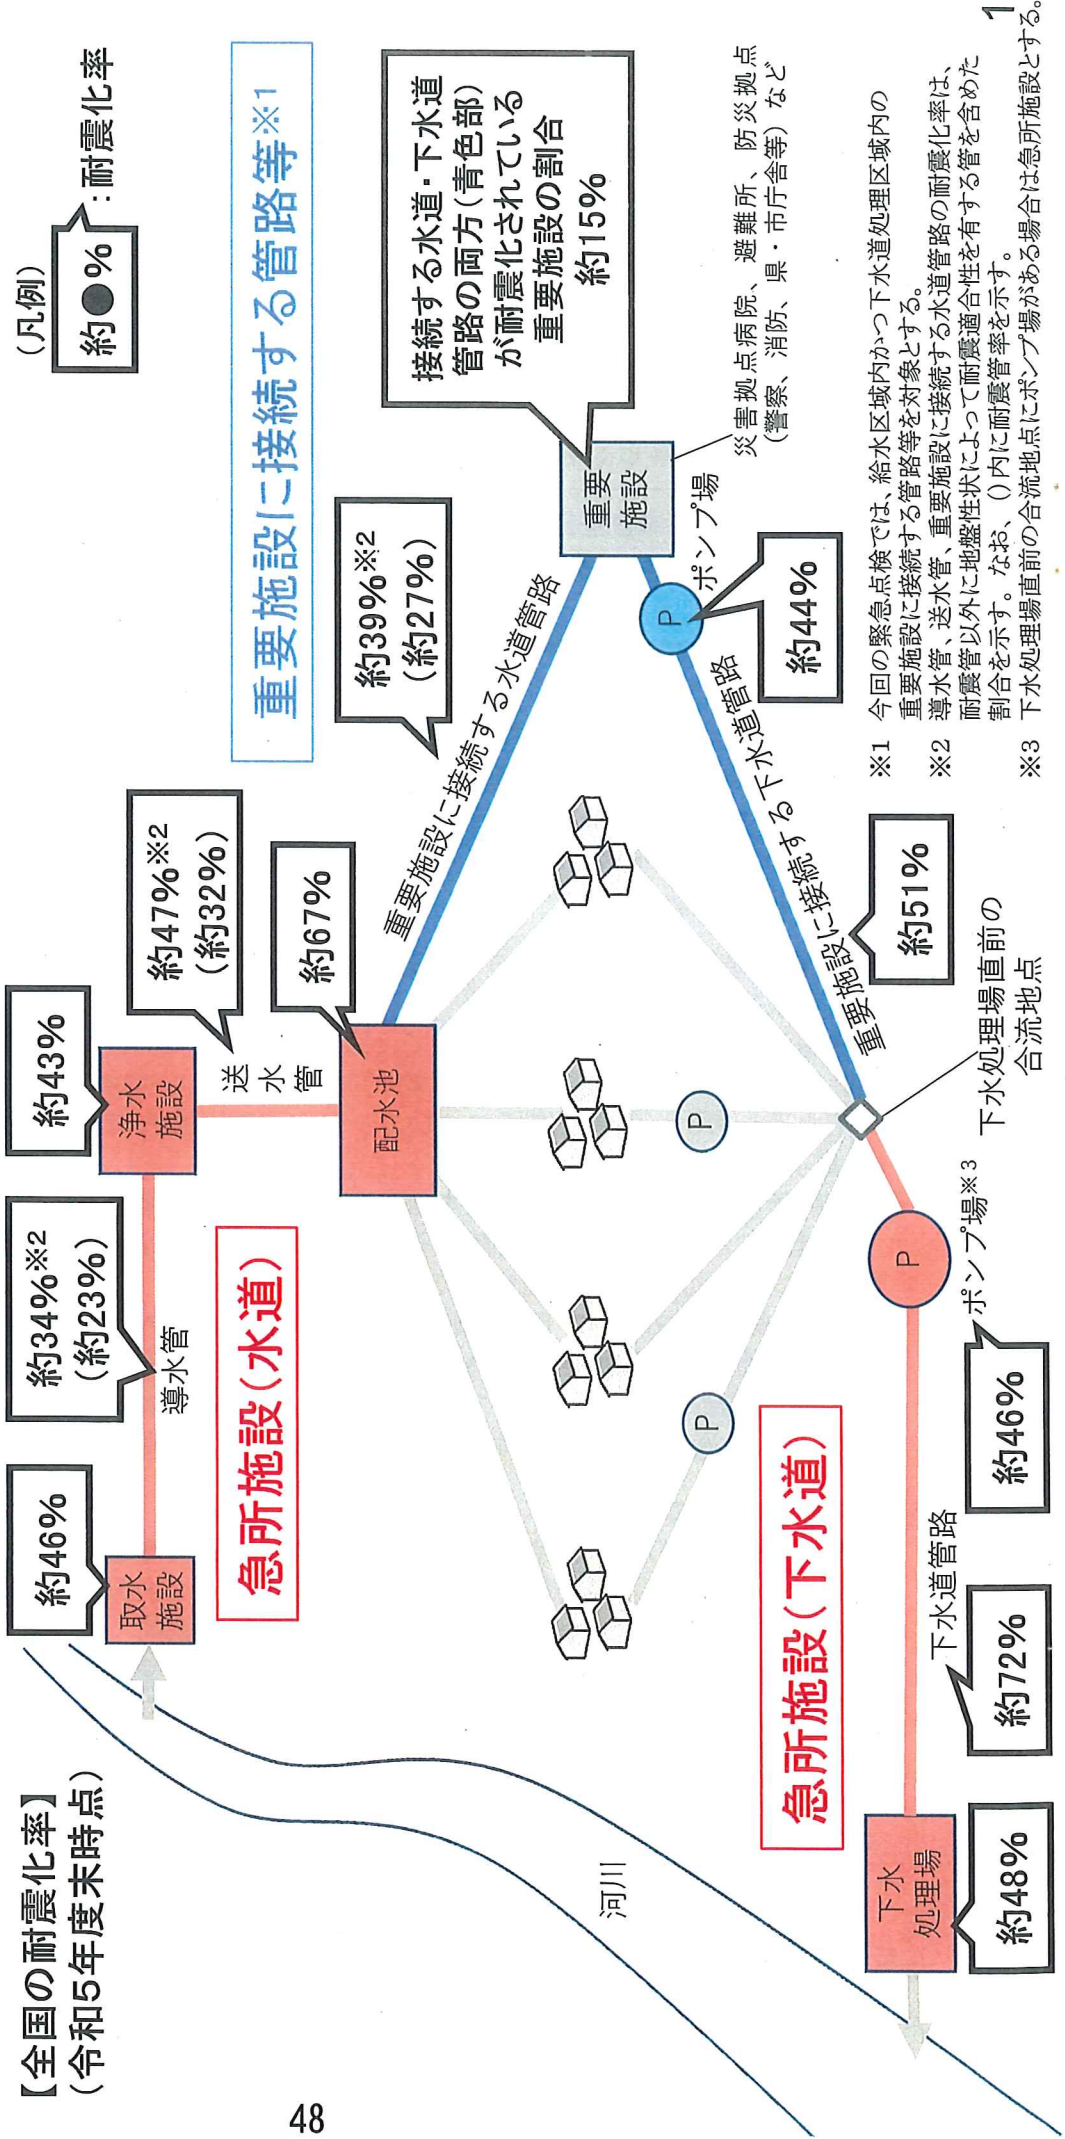 【全国の耐震化率】
(令和5年度末時点)
(凡例)
約●%
:耐震化率
重要施設に接続する管路等※1
約46%
取水
施設
約34%※2
(約23%)
導水管
約43%
浄水
施設
約47%※2
(約32%)
送
水
管
約67%
配水池
急所施設(水道)
約39%※2
(約27%)
重要施設に接続する水道管路
接続する水道・下水道
管路の両方(青色部)
が耐震化されている
重要施設の割合
約15%
重要
施設
災害拠点病院、避難所、防災拠点
(警察、消防、県・市庁舎等)など
ポンプ場
P
約44%
重要施設に接続する下水道管路
約51%
P
P
河川
急所施設(下水道)
下水
処理場
約48%
下水道管路
約72%
P
ポンプ場※3
約46%
下水処理場直前の
合流地点
※1 今回の緊急点検では、給水区域内かつ下水道処理区域内の
重要施設に接続する管路等を対象とする。
※2 導水管、送水管、重要施設に接続する水道管路の耐震化率は、
耐震管以外に地盤性状によって耐震適合性を有する管を含めた
割合を示す。なお、()内に耐震管率を示す。
※3 下水処理場直前の合流地点にポンプ場がある場合は急所施設とする。
1
48